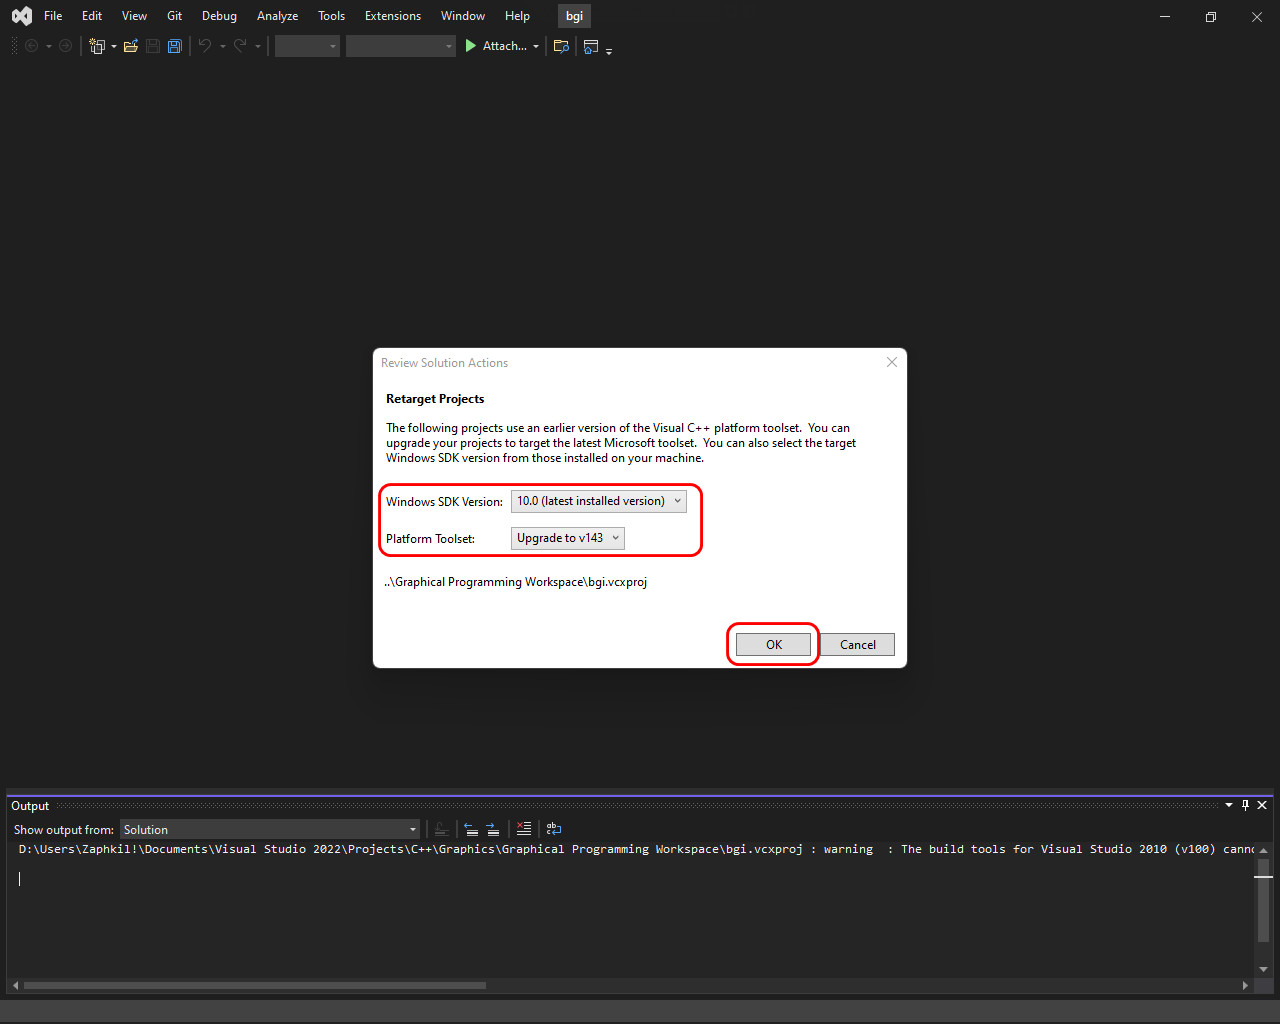 File Edit View Git Debug Analyze Tools Extensions Window Help bgi
Attach...
Review Solution Actions
Retarget Projects
The following projects use an earlier version of the Visual C++ platform toolset. You can
upgrade your projects to target the latest Microsoft toolset. You can also select the target
Windows SDK version from those installed on your machine.
Windows SDK Version: 10.0 (latest installed version)
Platform Toolset: Upgrade to v143
..\Graphical Programming Workspace\bgi.vcxproj
OK Cancel
Output
Show output from: Solution
D:\Users\Zaphkil!\Documents\Visual Studio 2022\Projects\C++\Graphics\Graphical Programming Workspace\bgi.vcxproj : warning  : The build tools for Visual Studio 2010 (v100)